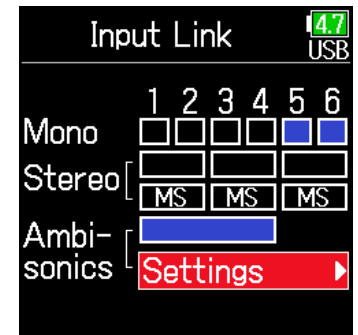 Input Link
4.7
USB
1 2 3 4 5 6
Mono
Stereo
MS MS MS
Ambi-
sonics
Settings